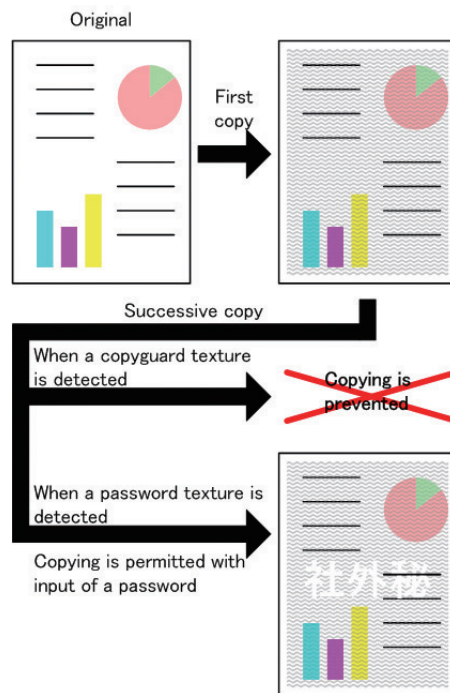 Original
First
copy
Successive copy
When a copyguard texture
is detected
Copying is
prevented
When a password texture is
detected
Copying is permitted with
input of a password
社外秘